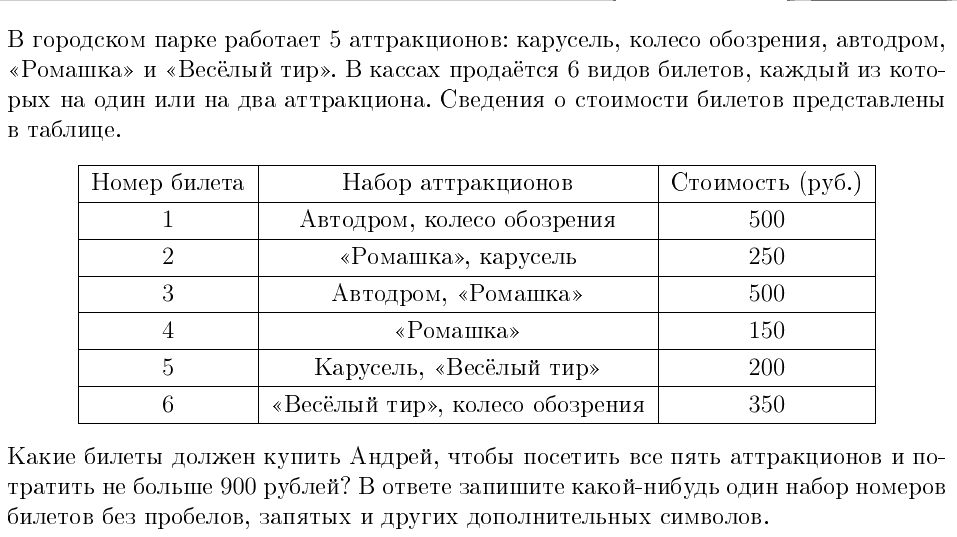 В городском парке работает 5 аттракционов: карусель, колесо обозрения, автодром,
«Ромашка» и «Весёлый тир». В кассах продаётся 6 видов билетов, каждый из кото-
рых на один или на два аттракциона. Сведения о стоимости билетов представлены
в таблице.
Номер билета Набор аттракционов Стоимость (руб.)
1 Автодром, колесо обозрения 500
2 «Ромашка», карусель 250
3 Автодром, «Ромашка» 500
4 «Ромашка» 150
5 Карусель, «Весёлый тир» 200
6 «Весёлый тир», колесо обозрения 350
Какие билеты должен купить Андрей, чтобы посетить все пять аттракционов и по-
тратить не больше 900 рублей? В ответе запишите какой-нибудь один набор номеров
билетов без пробелов, запятых и других дополнительных символов.